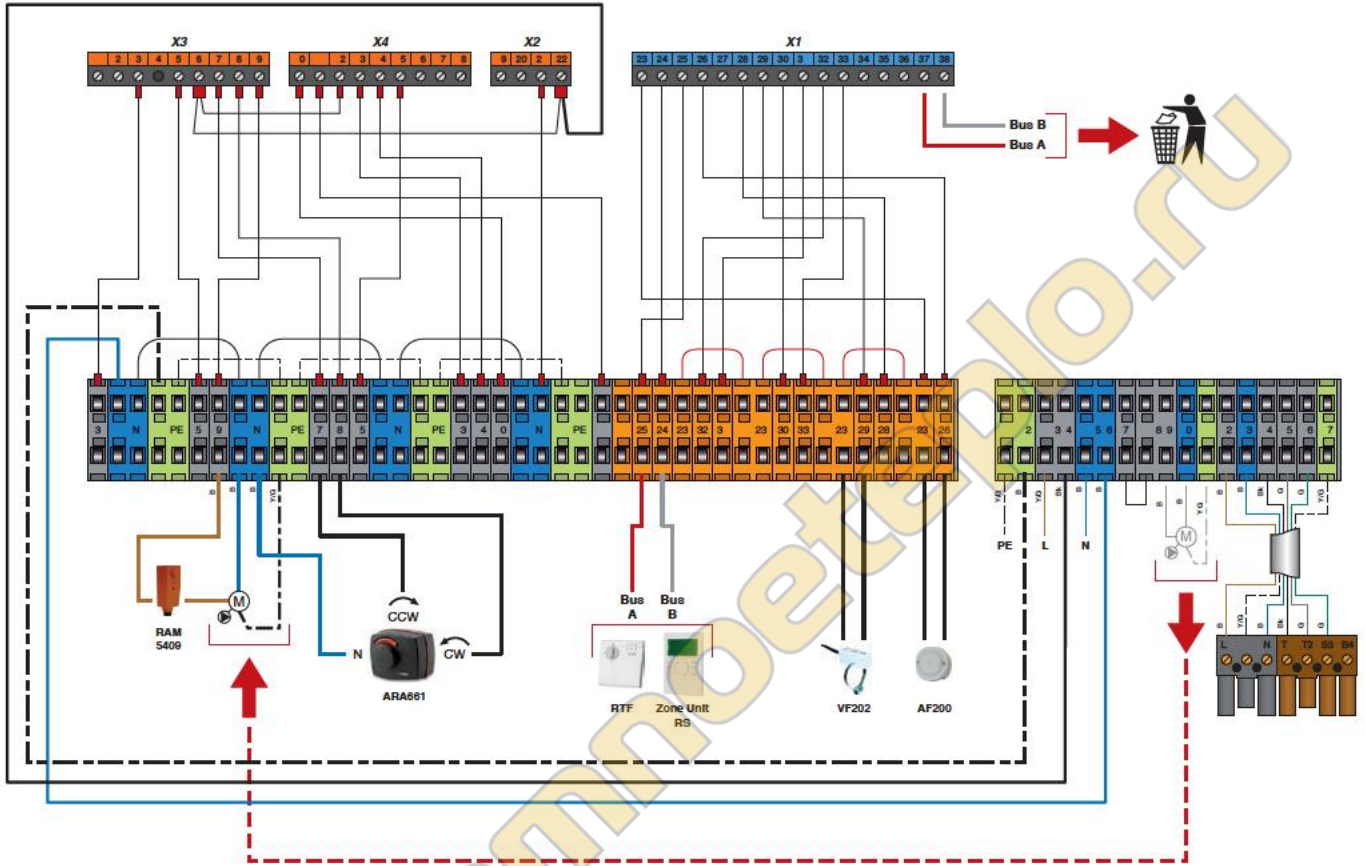 X3 X4 X2 X1
2 3 4 5 6 7 8 9
0 2 3 4 5 6 7 8
9 20 2 22
23 24 25 26 27 28 29 30 3 32 33 34 35 36 37 38
Bus B
Bus A
3 N PE 5 9 N PE 7 8 5 N PE 3 4 0 N PE 25 24 23 32 3 23 30 33 23 29 28 23 26
2 3 4 5 6 7 8 9 0 2 3 4 5 6 7
B B B Y/G
Y/G B Y/G Bk B B B B Y/G B B Bk G G Y/G
PE L N
M
M
RAM
5409
CCW
N
CW
ARA661
Bus
A
Bus
B
RTF
Zone Unit
RS
VF202
AF200
B Y/G B Bk G G
L N T T2 S3 B4
mmoeteplo.ru